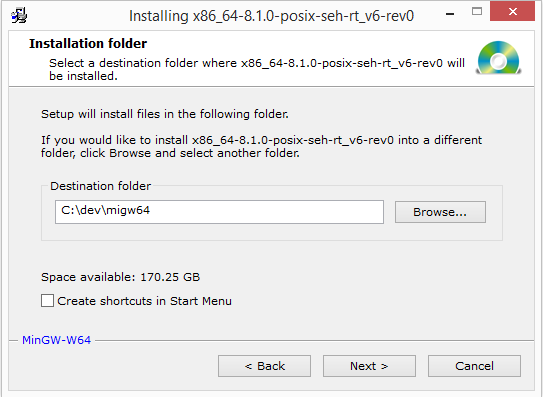 Installing x86_64-8.1.0-posix-seh-rt_v6-rev0
Installation folder
Select a destination folder where x86_64-8.1.0-posix-seh-rt_v6-rev0 will
be installed.
Setup will install files in the following folder.
If you would like to install x86_64-8.1.0-posix-seh-rt_v6-rev0 into a different
folder, click Browse and select another folder.
Destination folder
C:\dev\migw64
Browse...
Space available: 170.25 GB
Create shortcuts in Start Menu
MinGW-W64
< Back
Next >
Cancel